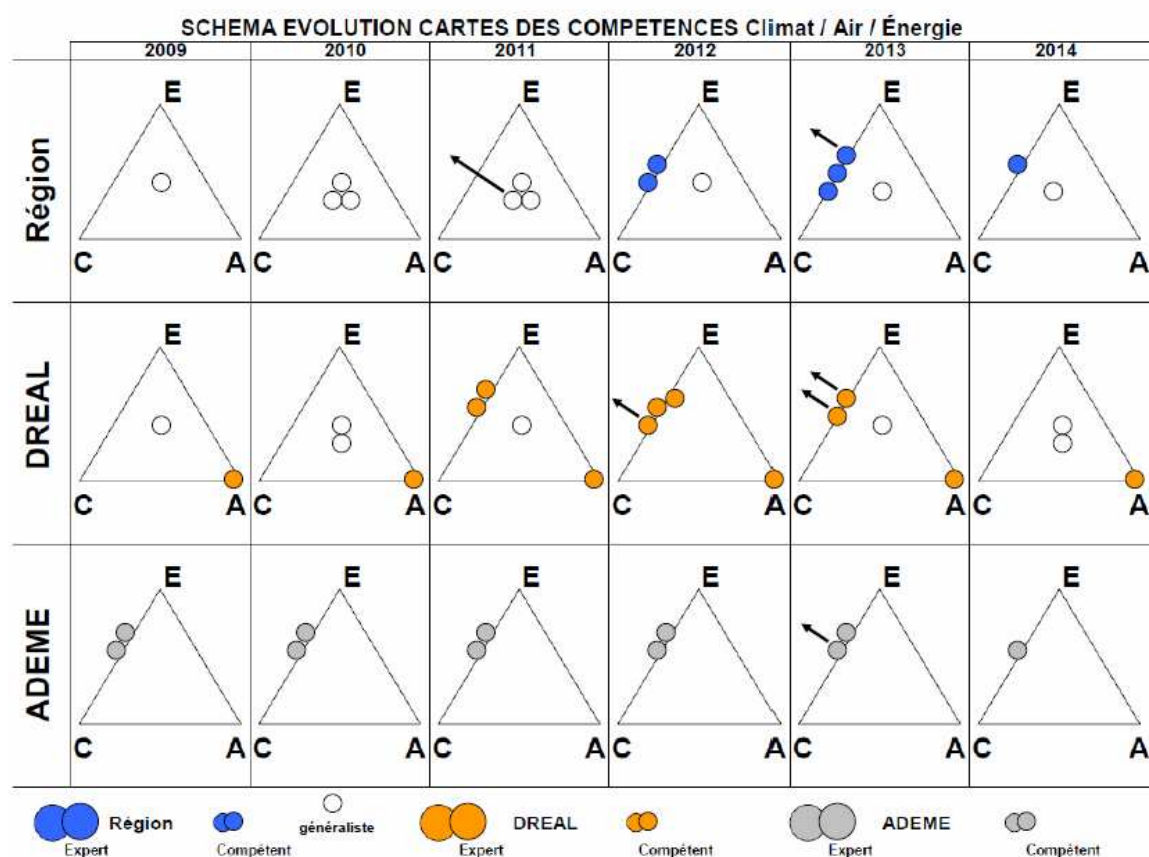 SCHEMA EVOLUTION CARTES DES COMPETENCES Climat / Air / Énergie
2009 2010 2011 2012 2013 2014
E E E E E E
Région
C A C A C A C A C A C A
E E E E E E
DREAL
C A C A C A C A C A C A
E E E E E E
ADEME
C A C A C A C A C A C A
Région généraliste DREAL ADEME
Expert Compétent Expert Compétent Expert Compétent